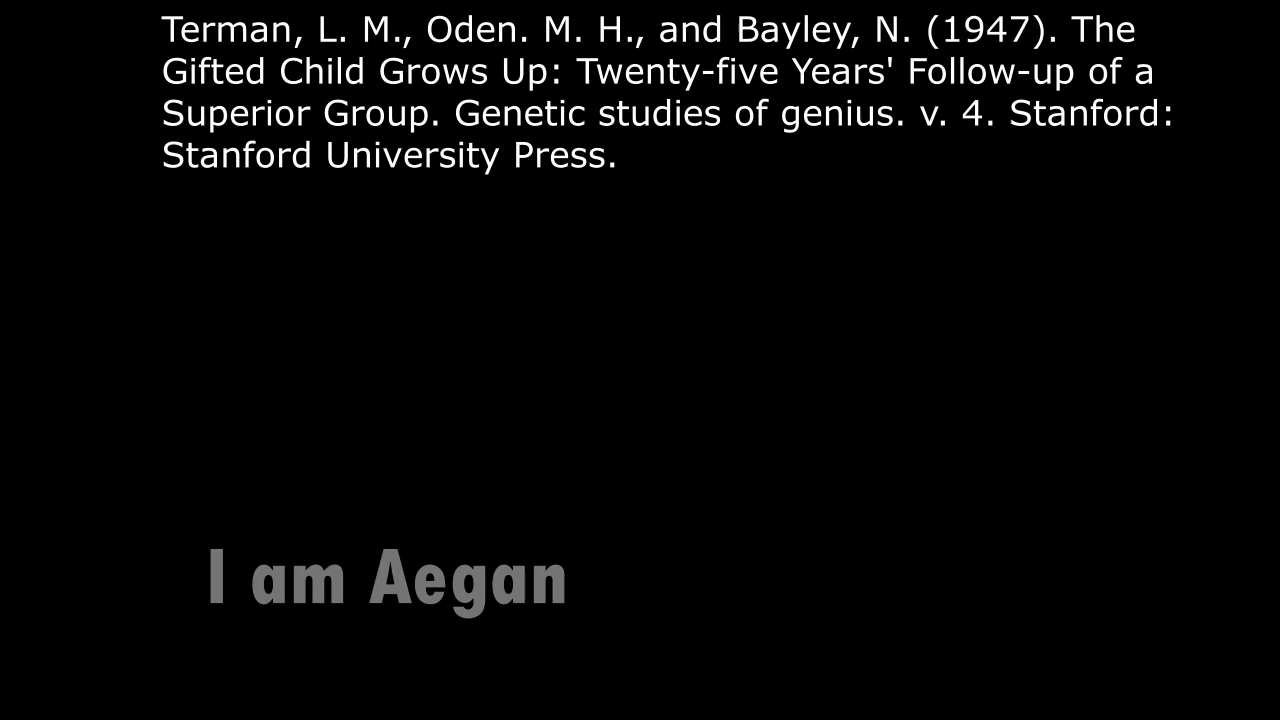 Terman, L. M., Oden. M. H., and Bayley, N. (1947). The
Gifted Child Grows Up: Twenty-five Years' Follow-up of a
Superior Group. Genetic studies of genius. v. 4. Stanford:
Stanford University Press.
I am Aegan